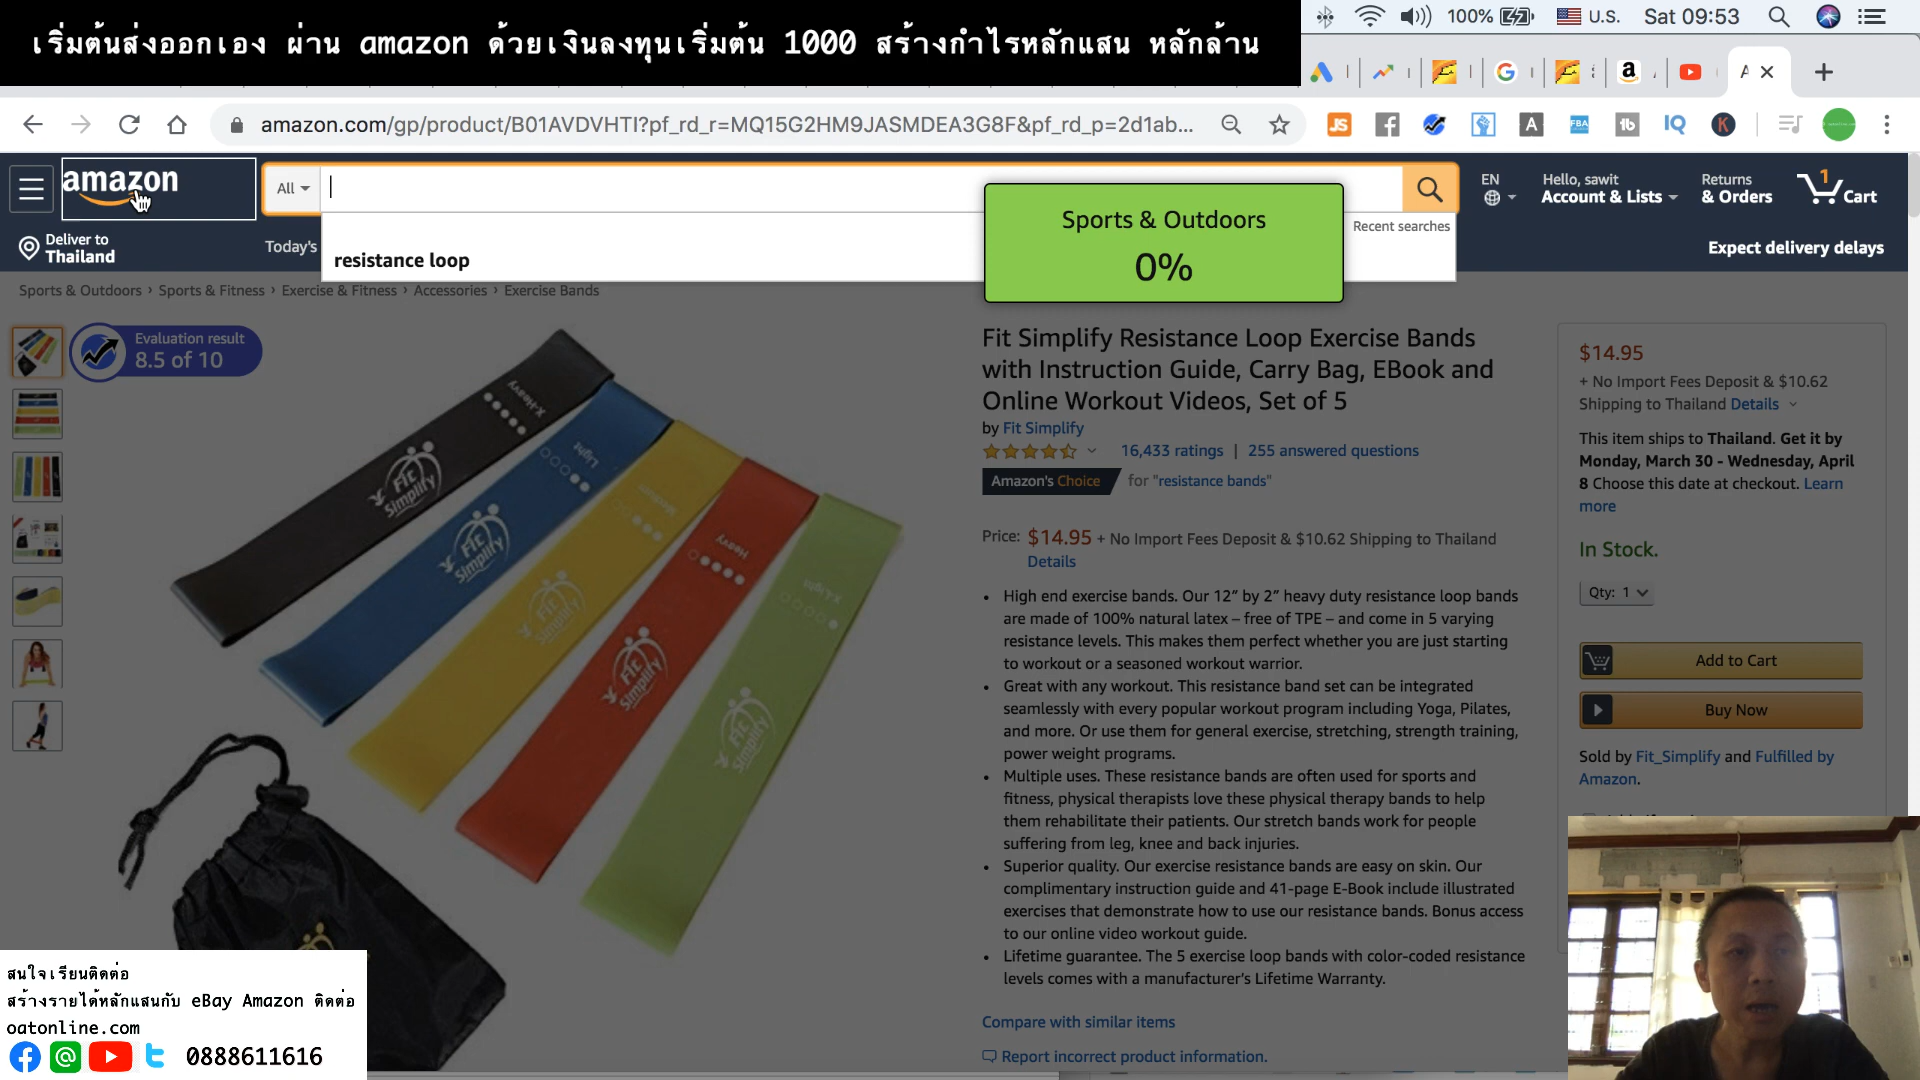 เริ่มต้นส่งออกเอง ผ่าน amazon ด้วยเงินลงทุนเริ่มต้น 1000 สร้างกำไรหลักแสน หลักล้าน
100% U.S. Sat 09:53
amazon.com/gp/product/B01AVDVHTI?pf_rd_r=MQ15G2HM9JASMDEA3G8F&pf_rd_p=2d1ab...
amazon
All
EN
Hello, sawit
Account & Lists
Returns
& Orders
1
Cart
Deliver to
Thailand
Today's
resistance loop
Recent searches
Expect delivery delays
Sports & Outdoors
0%
Sports & Outdoors › Sports & Fitness › Exercise & Fitness › Accessories › Exercise Bands
Evaluation result
8.5 of 10
X-Heavy
Light
Medium
Heavy
X-Light
Fit Simplify
Fit Simplify
Fit Simplify
Fit Simplify
Fit Simplify
Fit Simplify Resistance Loop Exercise Bands
with Instruction Guide, Carry Bag, EBook and
Online Workout Videos, Set of 5
by Fit Simplify
16,433 ratings | 255 answered questions
Amazon's Choice for "resistance bands"
Price: $14.95 + No Import Fees Deposit & $10.62 Shipping to Thailand
Details
• High end exercise bands. Our 12” by 2” heavy duty resistance loop bands
are made of 100% natural latex – free of TPE – and come in 5 varying
resistance levels. This makes them perfect whether you are just starting
to workout or a seasoned workout warrior.
• Great with any workout. This resistance band set can be integrated
seamlessly with every popular workout program including Yoga, Pilates,
and more. Or use them for general exercise, stretching, strength training,
power weight programs.
• Multiple uses. These resistance bands are often used for sports and
fitness, physical therapists love these physical therapy bands to help
them rehabilitate their patients. Our stretch bands work for people
suffering from leg, knee and back injuries.
• Superior quality. Our exercise resistance bands are easy on skin. Our
complimentary instruction guide and 41-page E-Book include illustrated
exercises that demonstrate how to use our resistance bands. Bonus access
to our online video workout guide.
• Lifetime guarantee. The 5 exercise loop bands with color-coded resistance
levels comes with a manufacturer’s Lifetime Warranty.
Compare with similar items
Report incorrect product information.
$14.95
+ No Import Fees Deposit & $10.62
Shipping to Thailand Details
This item ships to Thailand. Get it by
Monday, March 30 - Wednesday, April
8 Choose this date at checkout. Learn
more
In Stock.
Qty: 1
Add to Cart
Buy Now
Sold by Fit_Simplify and Fulfilled by
Amazon.
สนใจเรียนติดต่อ
สร้างรายได้หลักแสนกับ eBay Amazon ติดต่อ
oatonline.com
0888611616